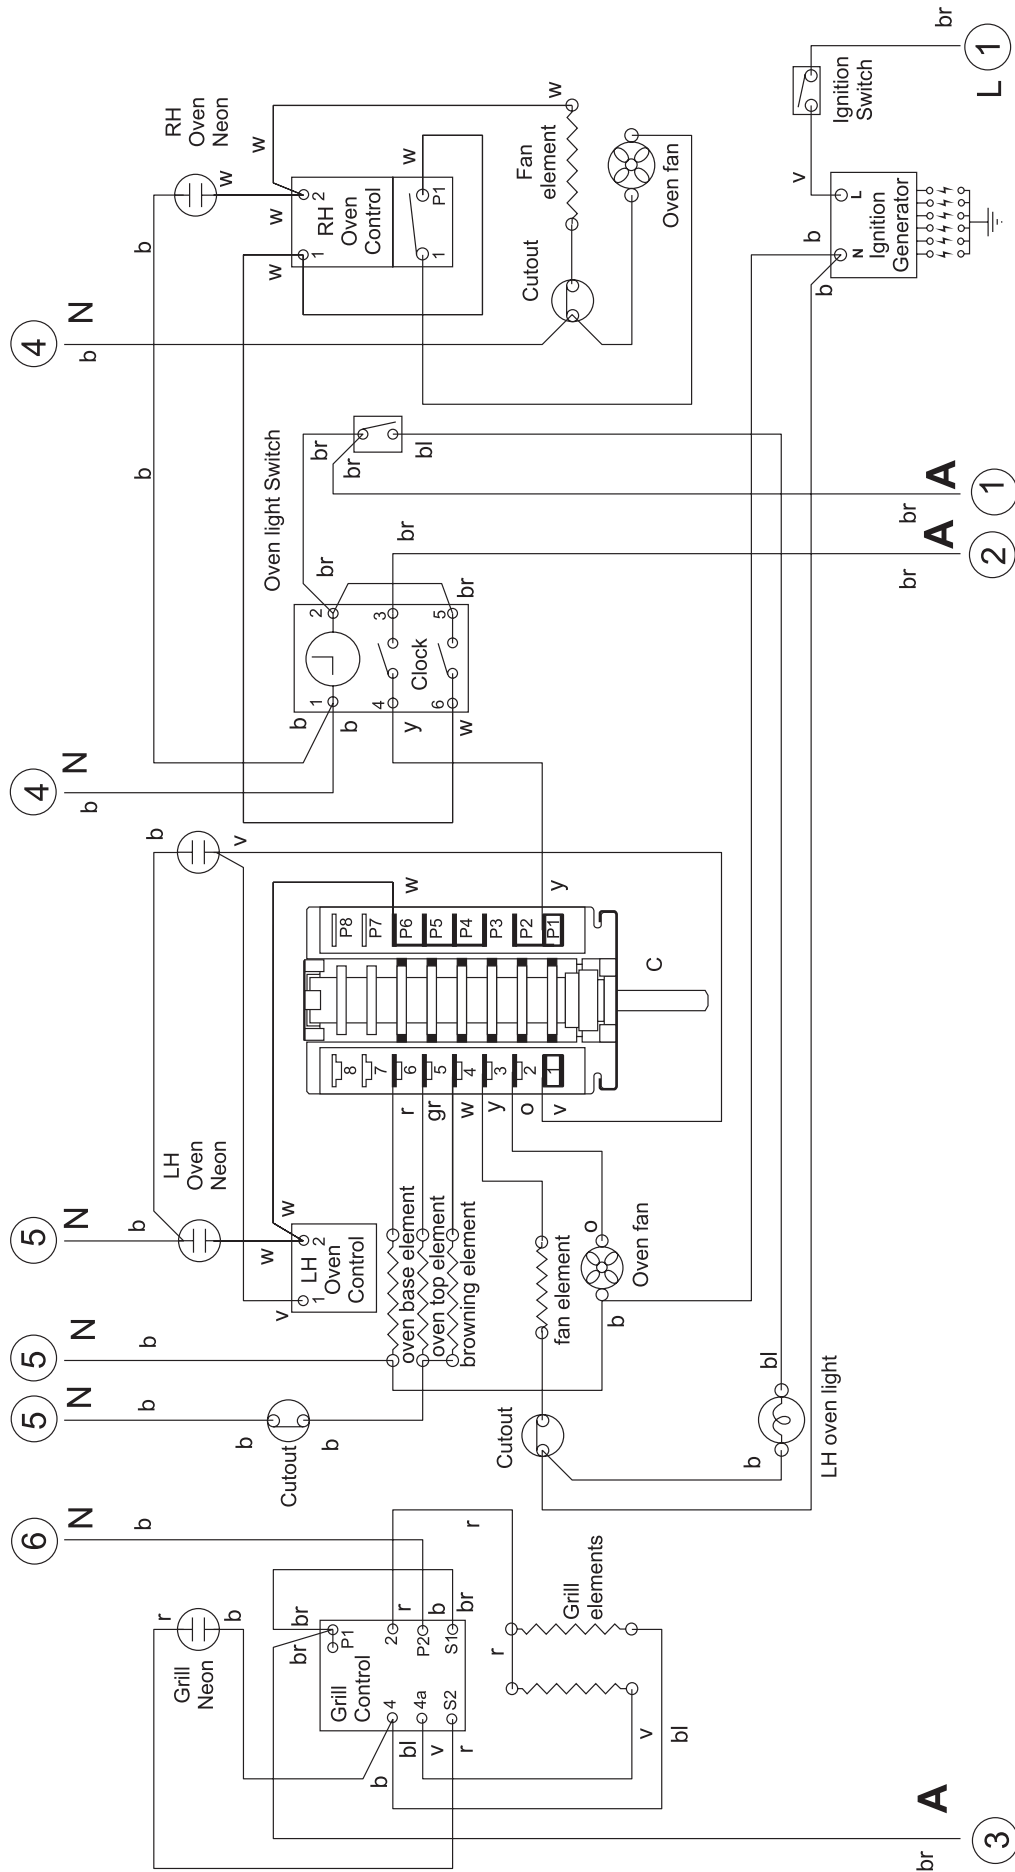 6
5
5
5
4
4
N
N
N
N
N
N
b
b
b
b
b
b
b
b
b
r
b
Grill
Neon
LH
Oven
Neon
RH
Oven
Neon
v
w
w
b
b
b
Cutout
v
w
w
w
w
w
1
2
LH
Oven
Control
1
2
RH
Oven
Control
1
P1
w
br
br
P1
Grill
Control
4
2
4a
P2
S2
S1
b
bl
v
r
r
b
br
r
r
Grill
elements
v
bl
oven base element
oven top element
browning element
r
gr
w
y
o
v
8
7
6
5
4
3
2
1
P8
P7
P6
P5
P4
P3
P2
P1
w
y
C
b
b
y
w
1
2
4
3
6
5
Clock
br
br
br
Oven light Switch
br
br
bl
Cutout
Fan
element
w
Oven fan
Cutout
fan element
o
b
Oven fan
b
bl
LH oven light
b
b
v
N
L
Ignition
Generator
Ignition
Switch
br
A
3
br
A
2
br
A
1
br
L
1